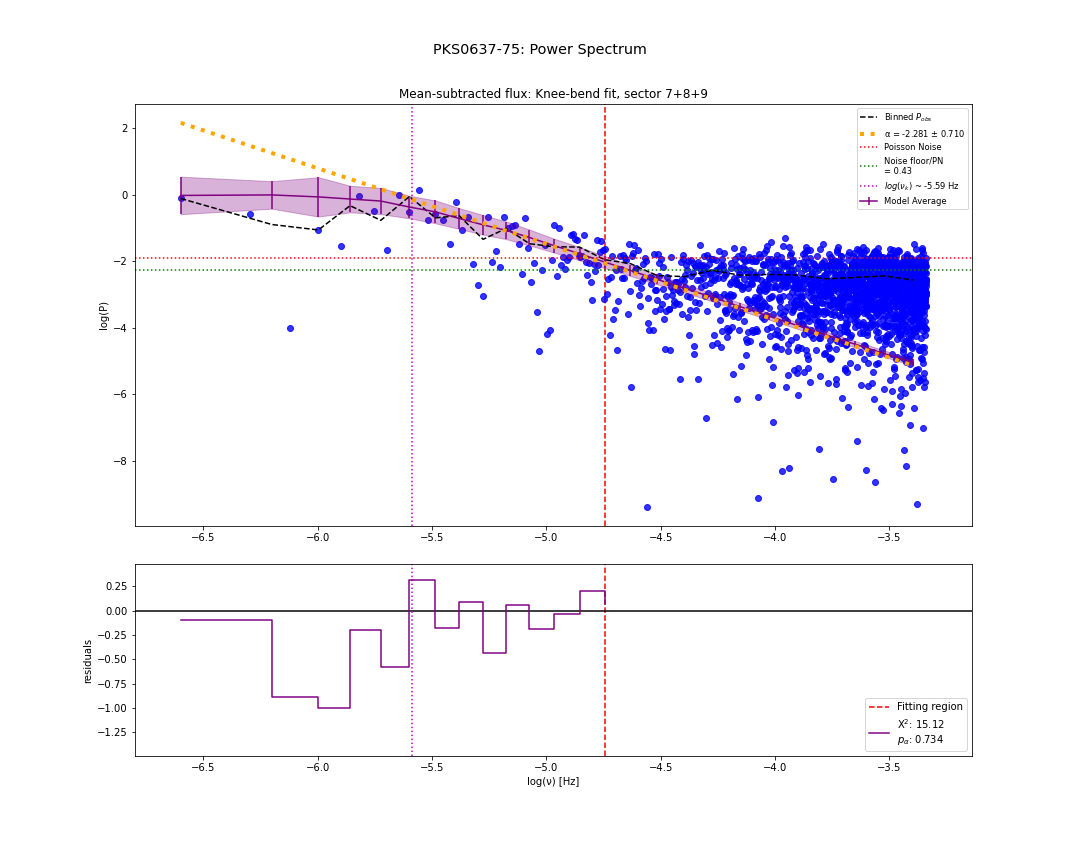 PKS0637-75: Power Spectrum
Mean-subtracted flux: Knee-bend fit, sector 7+8+9
log(P)
2
0
−2
−4
−6
−8
Binned P_obs
α = -2.281 ± 0.710
Poisson Noise
Noise floor/PN
= 0.43
log(ν_k) ~ -5.59 Hz
Model Average
−6.5 −6.0 −5.5 −5.0 −4.5 −4.0 −3.5
residuals
0.25
0.00
−0.25
−0.50
−0.75
−1.00
−1.25
Fitting region
X²: 15.12
p_α: 0.734
−6.5 −6.0 −5.5 −5.0 −4.5 −4.0 −3.5
log(ν) [Hz]